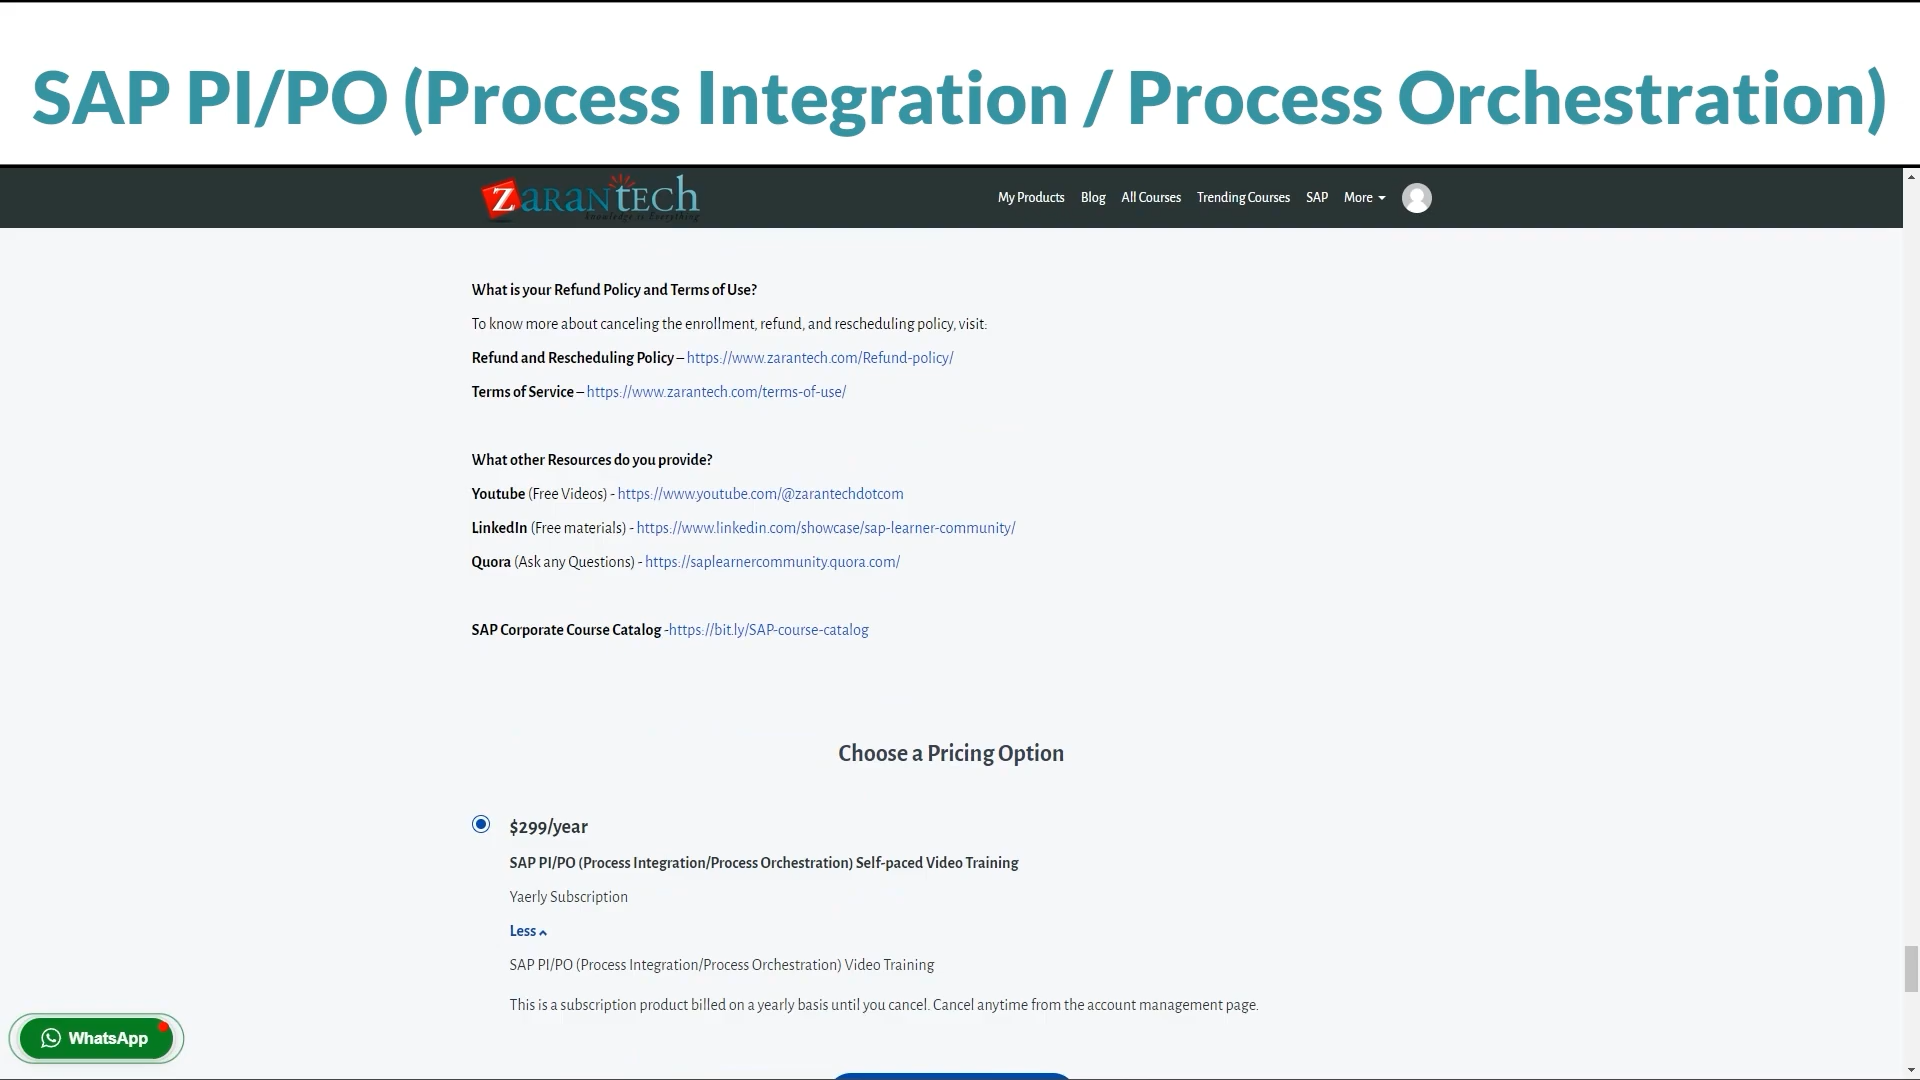 SAP PI/PO (Process Integration / Process Orchestration)
ZARANTECH
knowledge is Everything
My Products Blog All Courses Trending Courses SAP More
What is your Refund Policy and Terms of Use?
To know more about canceling the enrollment, refund, and rescheduling policy, visit:
Refund and Rescheduling Policy – https://www.zarantech.com/Refund-policy/
Terms of Service – https://www.zarantech.com/terms-of-use/
What other Resources do you provide?
Youtube (Free Videos) - https://www.youtube.com/@zarantechdotcom
LinkedIn (Free materials) - https://www.linkedin.com/showcase/sap-learner-community/
Quora (Ask any Questions) - https://saplearnercommunity.quora.com/
SAP Corporate Course Catalog -https://bit.ly/SAP-course-catalog
Choose a Pricing Option
$299/year
SAP PI/PO (Process Integration/Process Orchestration) Self-paced Video Training
Yaerly Subscription
Less
SAP PI/PO (Process Integration/Process Orchestration) Video Training
This is a subscription product billed on a yearly basis until you cancel. Cancel anytime from the account management page.
WhatsApp